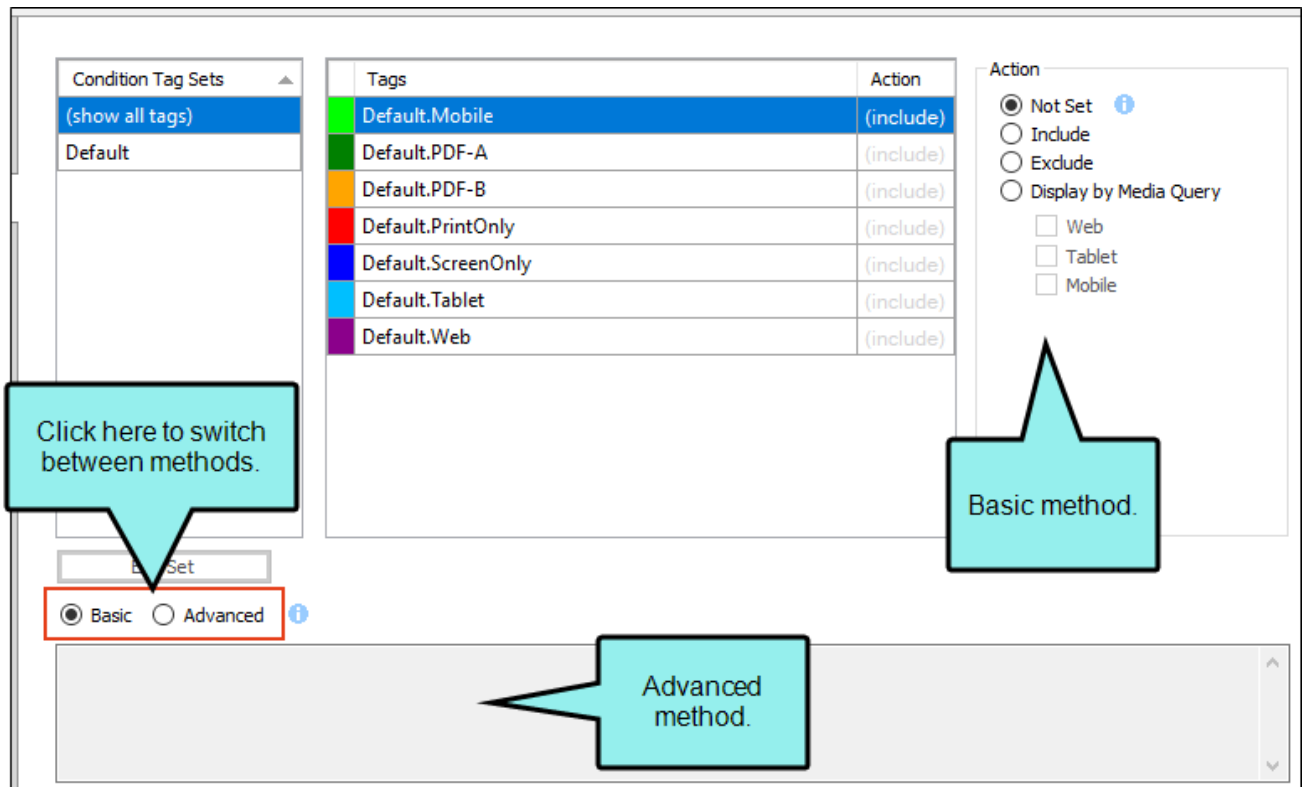 Condition Tag Sets
(show all tags)
Default
Tags Action
Default.Mobile (include)
Default.PDF-A (include)
Default.PDF-B (include)
Default.PrintOnly (include)
Default.ScreenOnly (include)
Default.Tablet (include)
Default.Web (include)
Action
Not Set
Include
Exclude
Display by Media Query
Web
Tablet
Mobile
Click here to switch
between methods.
Basic method.
Set
Basic Advanced
Advanced
method.